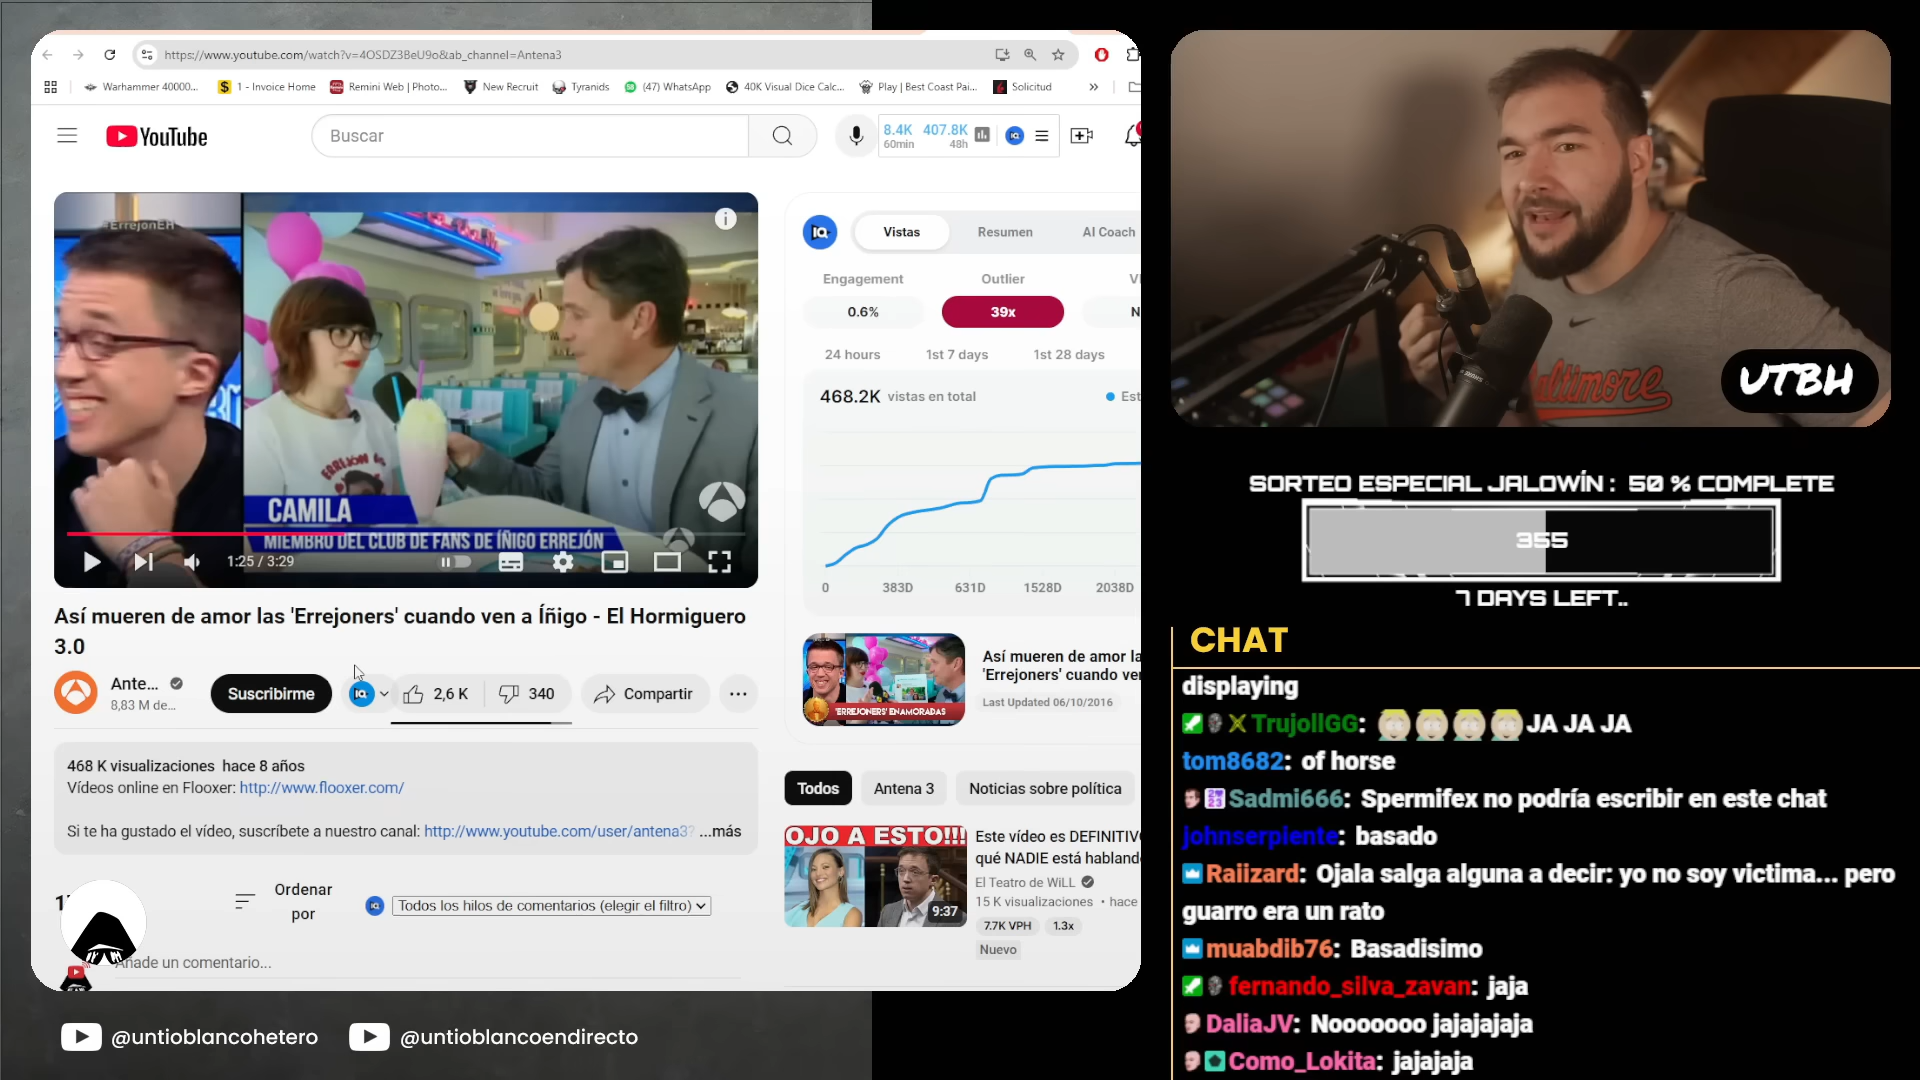 https://www.youtube.com/watch?v=4OSDZ3BeU9o&ab_channel=Antena3
Warhammer 40000...
1 - Invoice Home
Remini Web | Photo...
New Recruit
Tyranids
(47) WhatsApp
40K Visual Dice Calc...
Play | Best Coast Pai...
Solicitud
YouTube
Buscar
8.4K
60min
407.8K
48h
#ErrejonEH
CAMILA
MIEMBRO DEL CLUB DE FANS DE ÍÑIGO ERREJÓN
1:25 / 3:29
Así mueren de amor las 'Errejoners' cuando ven a Íñigo - El Hormiguero
3.0
Ante...
8,83 M de...
Suscribirme
2,6 K
340
Compartir
468 K visualizaciones hace 8 años
Vídeos online en Flooxer: http://www.flooxer.com/
Si te ha gustado el vídeo, suscríbete a nuestro canal: http://www.youtube.com/user/antena3? ...más
Ordenar
por
Todos los hilos de comentarios (elegir el filtro)
Añade un comentario...
Vistas
Resumen
AI Coach
Engagement
Outlier
0.6%
39x
24 hours
1st 7 days
1st 28 days
468.2K vistas en total
Est
0
383D
631D
1528D
2038D
'ERREJONERS' ENAMORADAS
Así mueren de amor la
'Errejoners' cuando ver
Last Updated 06/10/2016
Todos
Antena 3
Noticias sobre política
OJO A ESTO!!!
9:37
Este vídeo es DEFINITIV
qué NADIE está habland
El Teatro de WiLL
15 K visualizaciones • hace
7.7K VPH
1.3x
Nuevo
@untioblancohetero
@untioblancoendirecto
Baltimore
UTBH
SORTEO ESPECIAL JALOWÍN : 50 % COMPLETE
355
7 DAYS LEFT..
CHAT
displaying
TrujollGG: JA JA JA
tom8682: of horse
Sadmi666: Spermifex no podría escribir en este chat
johnserpiente: basado
Raiizard: Ojala salga alguna a decir: yo no soy victima... pero
guarro era un rato
muabdib76: Basadisimo
fernando_silva_zavan: jaja
DaliaJV: Nooooooo jajajajaja
Como_Lokita: jajajaja